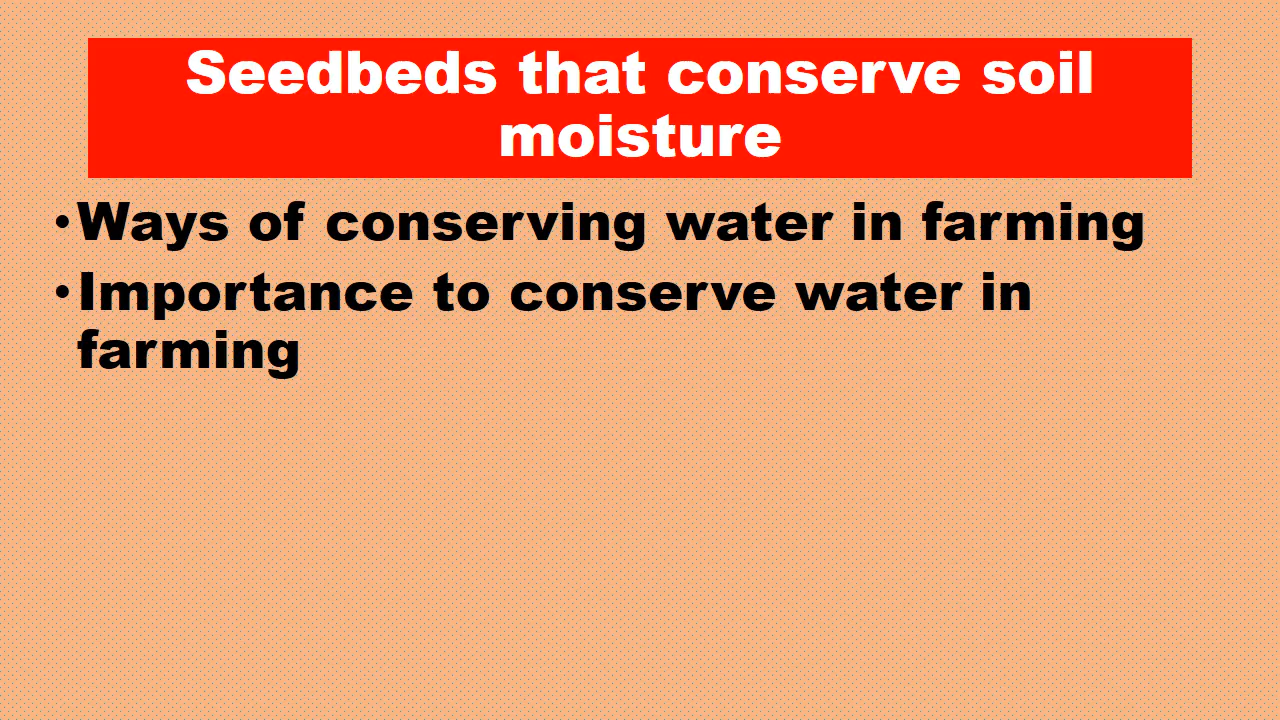 Seedbeds that conserve soil
moisture
•Ways of conserving water in farming
•Importance to conserve water in
farming